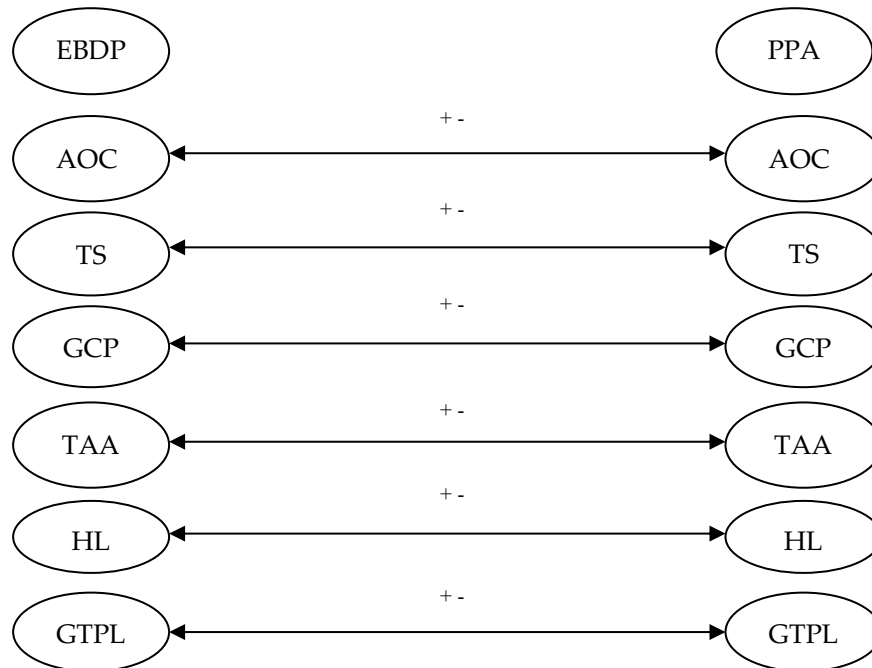 EBDP PPA
+ -
AOC AOC
+ -
TS TS
+ -
GCP GCP
+ -
TAA TAA
+ -
HL HL
+ -
GTPL GTPL